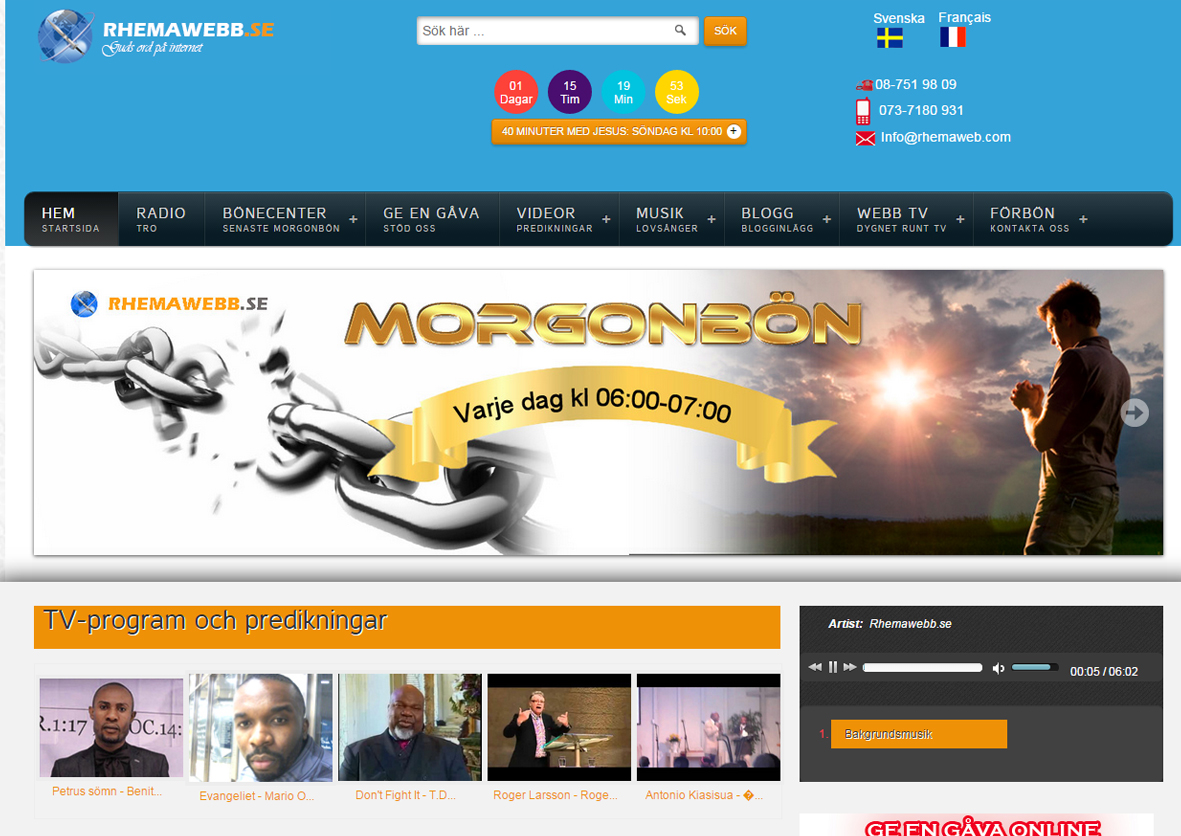 RHEMAWEBB.SE
Guds ord på internet
Sök här ...
SÖK
Svenska
Français
01
Dagar
15
Tim
19
Min
53
Sek
40 MINUTER MED JESUS: SÖNDAG KL 10:00
08-751 98 09
073-7180 931
Info@rhemaweb.com
HEM
STARTSIDA
RADIO
TRO
BÖNECENTER
SENASTE MORGONBÖN
GE EN GÅVA
STÖD OSS
VIDEOR
PREDIKNINGAR
MUSIK
LOVSÅNGER
BLOGG
BLOGGINLÄGG
WEBB TV
DYGNET RUNT TV
FÖRBÖN
KONTAKTA OSS
RHEMAWEBB.SE
MORGONBÖN
Varje dag kl 06:00-07:00
TV-program och predikningar
Artist: Rhemawebb.se
00:05 / 06:02
1. Bakgrundsmusik
R.1:17
OC.14:
Petrus sömn - Benit...
Evangeliet - Mario O...
Don't Fight It - T.D...
Roger Larsson - Roge...
Antonio Kiasisua - �...
GE EN GÅVA ONLINE